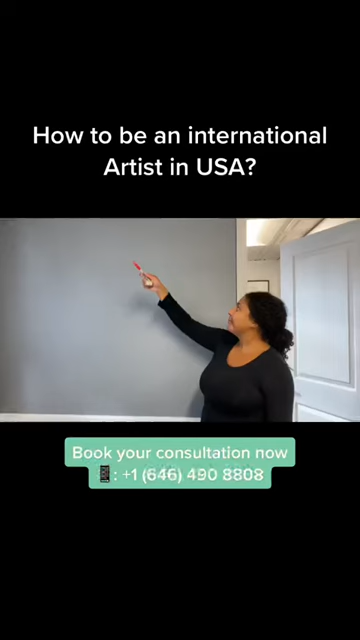 How to be an international
Artist in USA?
Book your consultation now
📱: +1 (646) 490 8808